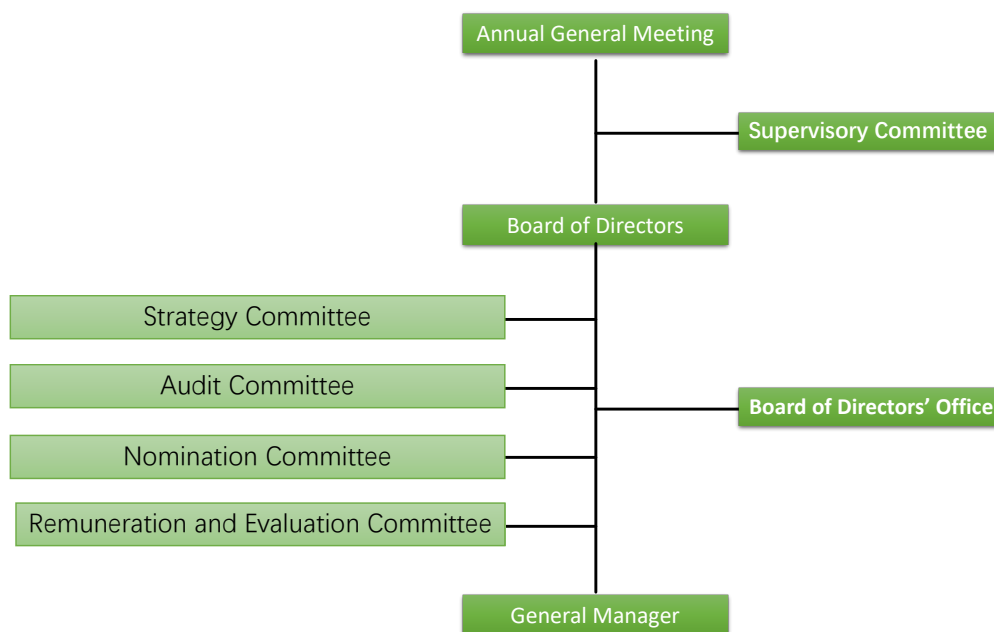 Annual General Meeting
Supervisory Committee
Board of Directors
Strategy Committee
Audit Committee
Board of Directors’ Office
Nomination Committee
Remuneration and Evaluation Committee
General Manager